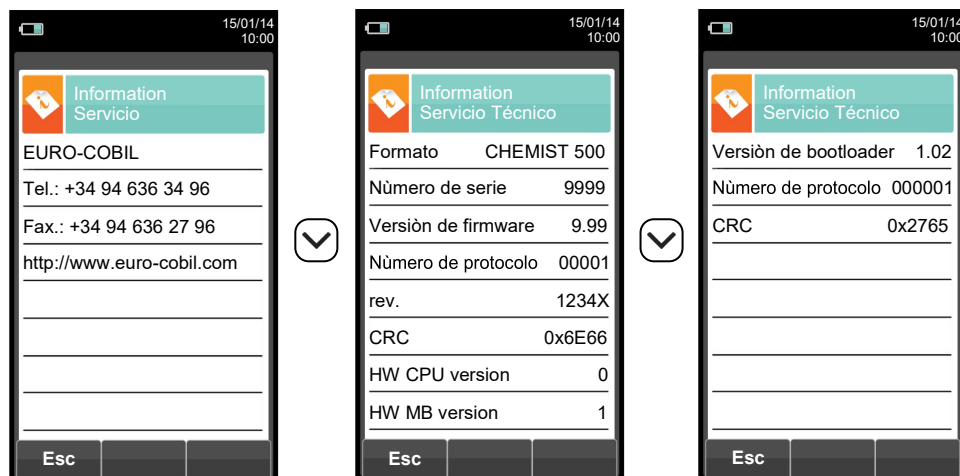 15/01/14
10:00
Information
Servicio
EURO-COBIL
Tel.: +34 94 636 34 96
Fax.: +34 94 636 27 96
http://www.euro-cobil.com
Esc
15/01/14
10:00
Information
Servicio Técnico
Formato CHEMIST 500
Nùmero de serie 9999
Versiòn de firmware 9.99
Nùmero de protocolo 00001
rev. 1234X
CRC 0x6E66
HW CPU version 0
HW MB version 1
Esc
15/01/14
10:00
Information
Servicio Técnico
Versiòn de bootloader 1.02
Nùmero de protocolo 000001
CRC 0x2765
Esc